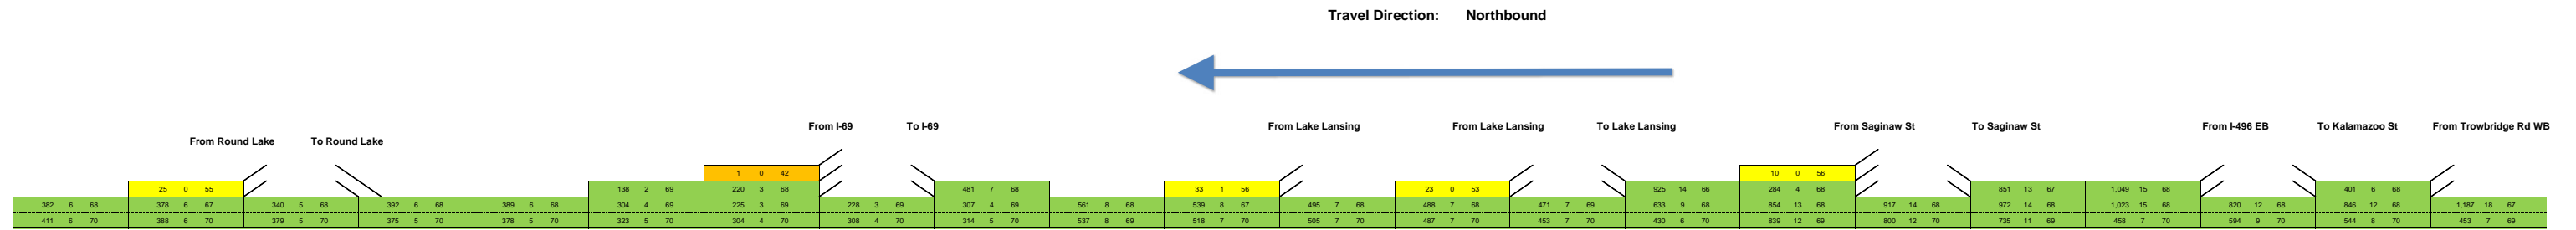 Travel Direction: Northbound
From I-69 To I-69 From Lake Lansing From Lake Lansing To Lake Lansing From Saginaw St To Saginaw St From I-496 EB To Kalamazoo St From Trowbridge Rd WB
From Round Lake To Round Lake
1 0 42 10 0 56
25 0 55 138 2 69 220 3 68 481 7 68 33 1 56 23 0 53 925 14 66 284 4 68 851 13 67 1,049 15 68 401 6 68
382 6 68 378 6 67 340 5 68 392 6 68 389 6 68 304 4 69 225 3 69 228 3 69 307 4 69 561 8 68 539 8 67 495 7 68 488 7 68 471 7 69 633 9 68 854 13 68 917 14 68 972 14 68 1,023 15 68 820 12 68 846 12 68 1,187 18 67
411 6 70 388 6 70 379 5 70 375 5 70 378 5 70 323 5 70 304 4 70 308 4 70 314 5 70 537 8 69 518 7 70 505 7 70 487 7 70 453 7 70 430 6 70 839 12 69 800 12 70 735 11 69 458 7 70 594 9 70 544 8 70 453 7 69